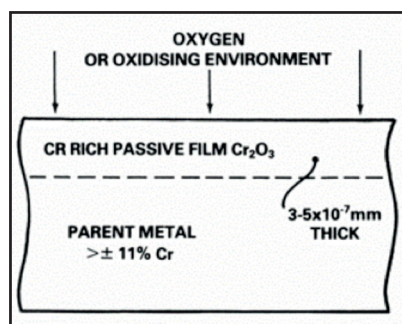 OXYGEN
OR OXIDISING ENVIRONMENT
CR RICH PASSIVE FILM Cr₂O₃
3-5x10⁻⁷mm
THICK
PARENT METAL
>± 11% Cr